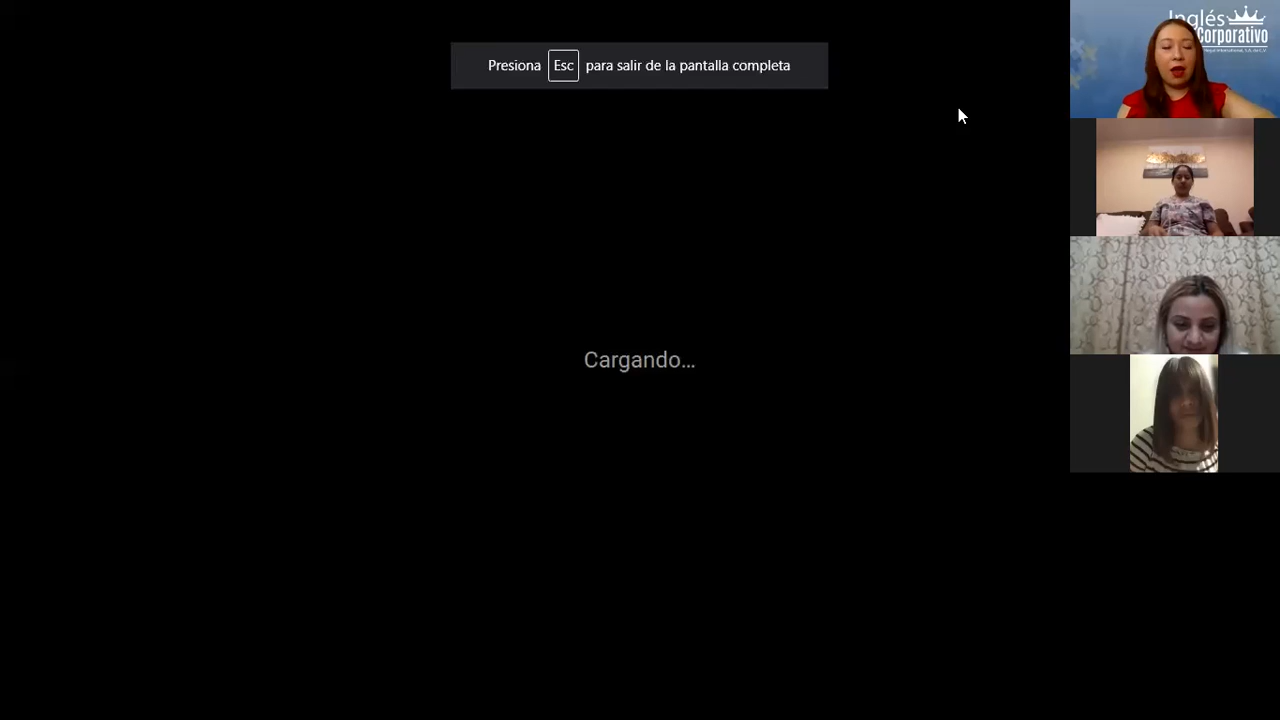 Inglés
Corporativo
Presiona Esc para salir de la pantalla completa
Cargando...